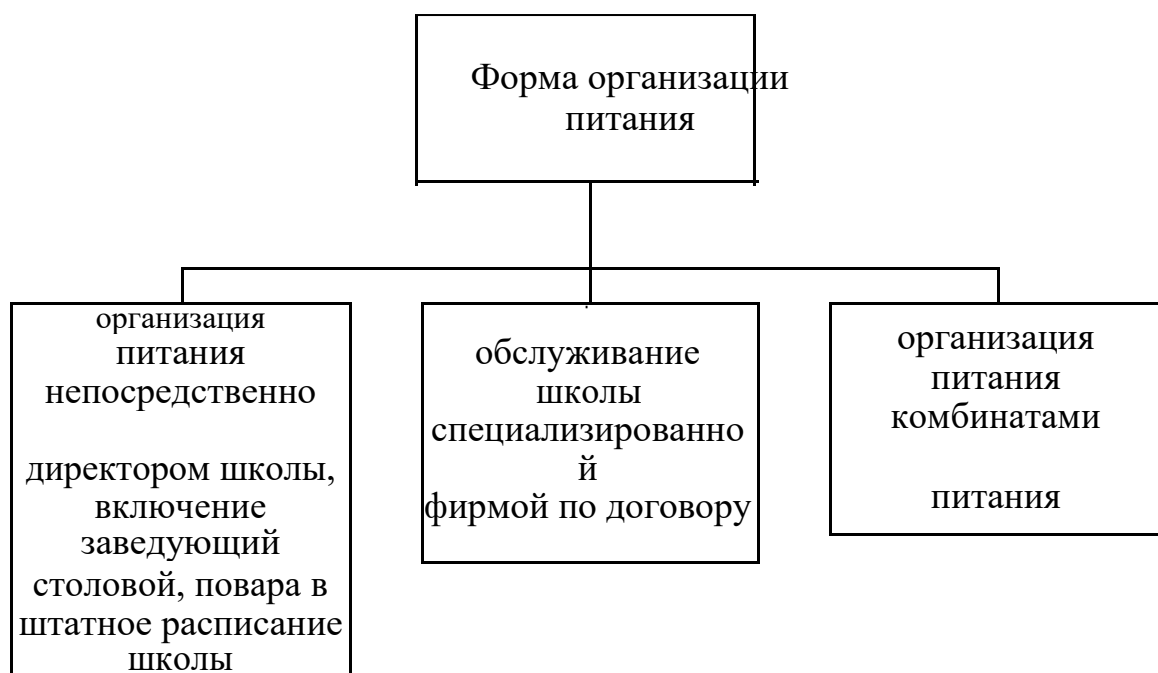 Форма организации
питания
организация
питания
непосредственно
директором школы,
включение
заведующий
столовой, повара в
штатное расписание
школы
обслуживание
школы
специализированно
й
фирмой по договору
организация
питания
комбинатами
питания